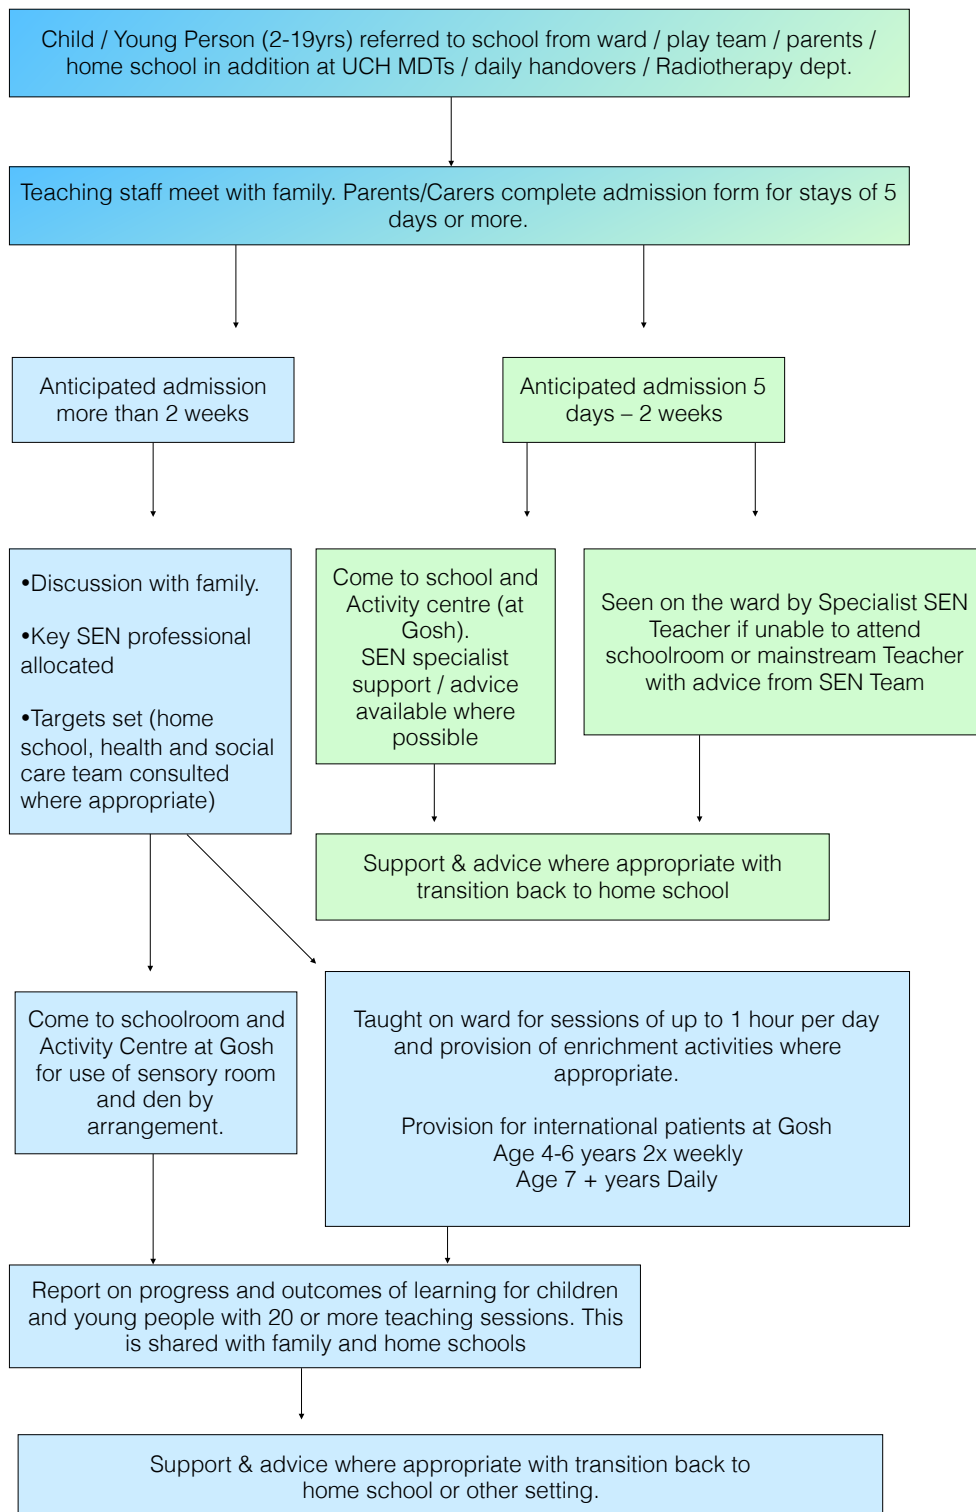 Child / Young Person (2-19yrs) referred to school from ward / play team / parents /
home school in addition at UCH MDTs / daily handovers / Radiotherapy dept.
Teaching staff meet with family. Parents/Carers complete admission form for stays of 5
days or more.
Anticipated admission
more than 2 weeks
Anticipated admission 5
days – 2 weeks
•Discussion with family.
•Key SEN professional
allocated
•Targets set (home
school, health and social
care team consulted
where appropriate)
Come to school and
Activity centre (at
Gosh).
SEN specialist
support / advice
available where
possible
Seen on the ward by Specialist SEN
Teacher if unable to attend
schoolroom or mainstream Teacher
with advice from SEN Team
Support & advice where appropriate with
transition back to home school
Come to schoolroom and
Activity Centre at Gosh
for use of sensory room
and den by
arrangement.
Taught on ward for sessions of up to 1 hour per day
and provision of enrichment activities where
appropriate.
Provision for international patients at Gosh
Age 4-6 years 2x weekly
Age 7 + years Daily
Report on progress and outcomes of learning for children
and young people with 20 or more teaching sessions. This
is shared with family and home schools
Support & advice where appropriate with transition back to
home school or other setting.